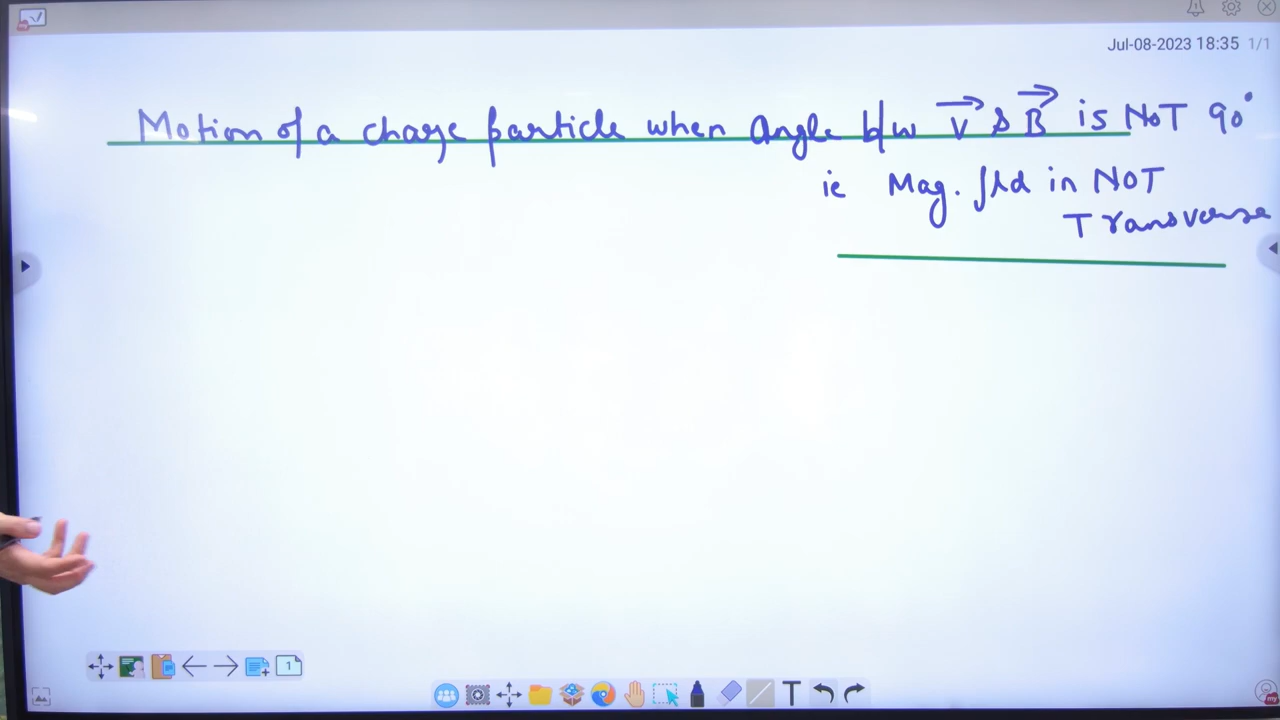 Jul-08-2023 18:35 1/1
Motion of a charge particle when Angle b/w V & B is NOT 90°
ie Mag. fld in NOT
Transverse
1
T